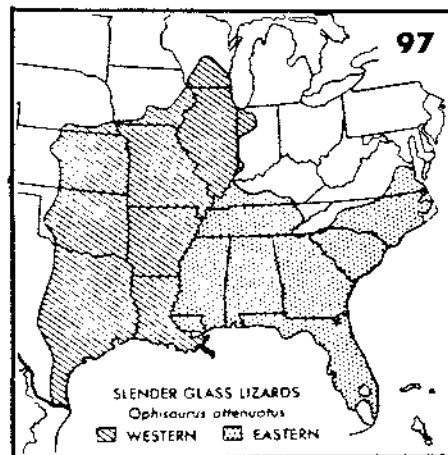 97
SLENDER GLASS LIZARDS
Ophisaurus attenuatus
WESTERN EASTERN